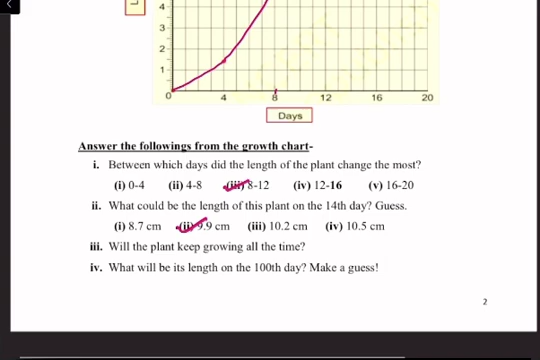 4
3
2
1
0 4 8 12 16 20
Days
Answer the followings from the growth chart-
i. Between which days did the length of the plant change the most?
(i) 0-4 (ii) 4-8 (iii) 8-12 (iv) 12-16 (v) 16-20
ii. What could be the length of this plant on the 14th day? Guess.
(i) 8.7 cm (ii) 9.9 cm (iii) 10.2 cm (iv) 10.5 cm
iii. Will the plant keep growing all the time?
iv. What will be its length on the 100th day? Make a guess!
2